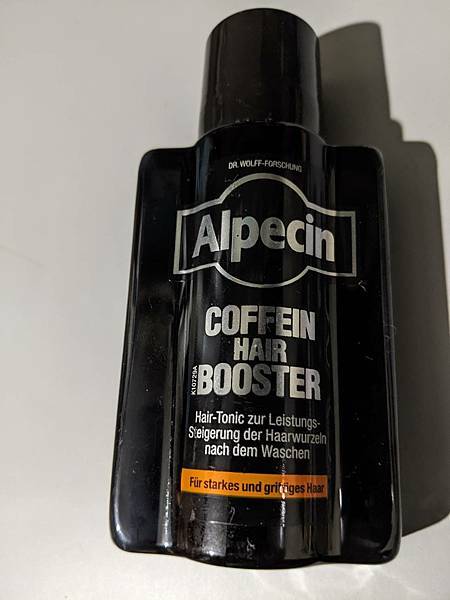 DR. WOLFF-FORSCHUNG
Alpecin
COFFEIN
HAIR
BOOSTER
K10729A
Hair-Tonic zur Leistungs-
Steigerung der Haarwurzeln
nach dem Waschen
Für starkes und griffiges Haar